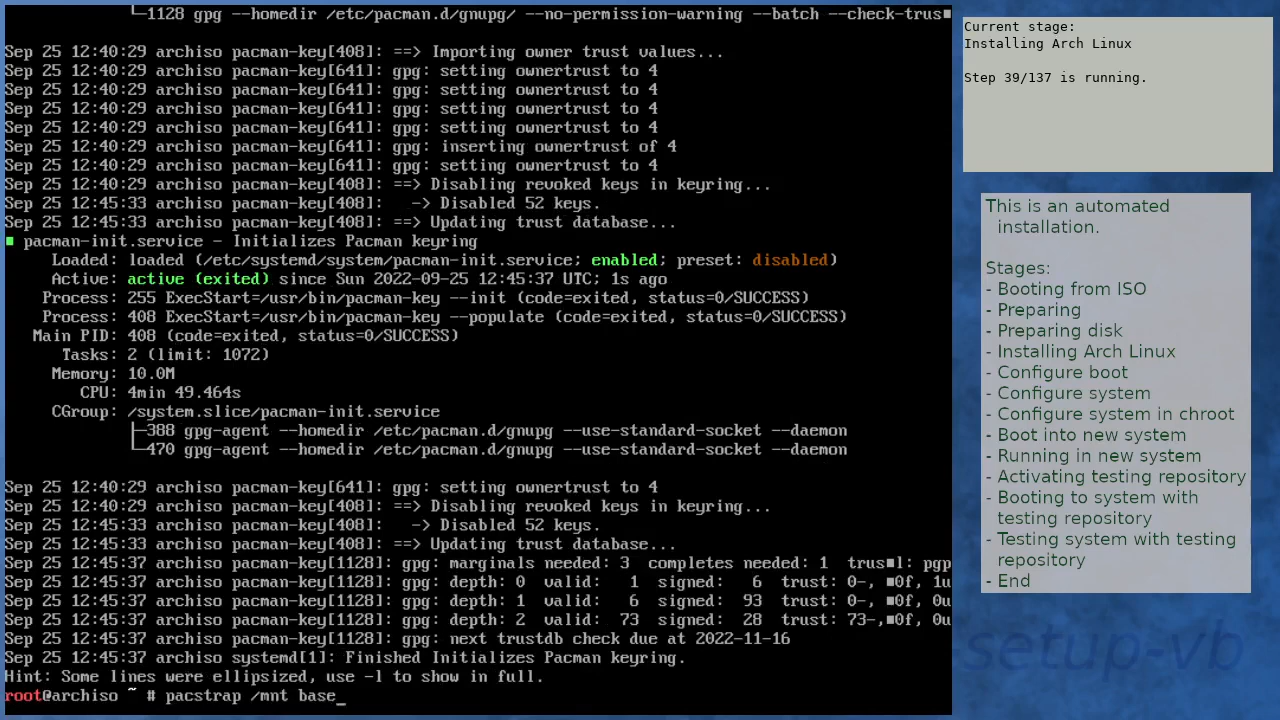 └─1128 gpg --homedir /etc/pacman.d/gnupg/ --no-permission-warning --batch --check-trus■
Sep 25 12:40:29 archiso pacman-key[408]: ==> Importing owner trust values...
Sep 25 12:40:29 archiso pacman-key[641]: gpg: setting ownertrust to 4
Sep 25 12:40:29 archiso pacman-key[641]: gpg: setting ownertrust to 4
Sep 25 12:40:29 archiso pacman-key[641]: gpg: setting ownertrust to 4
Sep 25 12:40:29 archiso pacman-key[641]: gpg: setting ownertrust to 4
Sep 25 12:40:29 archiso pacman-key[641]: gpg: inserting ownertrust of 4
Sep 25 12:40:29 archiso pacman-key[641]: gpg: setting ownertrust to 4
Sep 25 12:40:29 archiso pacman-key[408]: ==> Disabling revoked keys in keyring...
Sep 25 12:45:33 archiso pacman-key[408]:   -> Disabled 52 keys.
Sep 25 12:45:33 archiso pacman-key[408]: ==> Updating trust database...
■ pacman-init.service - Initializes Pacman keyring
Loaded: loaded (/etc/systemd/system/pacman-init.service; enabled; preset: disabled)
Active: active (exited) since Sun 2022-09-25 12:45:37 UTC; 1s ago
Process: 255 ExecStart=/usr/bin/pacman-key --init (code=exited, status=0/SUCCESS)
Process: 408 ExecStart=/usr/bin/pacman-key --populate (code=exited, status=0/SUCCESS)
Main PID: 408 (code=exited, status=0/SUCCESS)
Tasks: 2 (limit: 1072)
Memory: 10.0M
CPU: 4min 49.464s
CGroup: /system.slice/pacman-init.service
├─388 gpg-agent --homedir /etc/pacman.d/gnupg --use-standard-socket --daemon
└─470 gpg-agent --homedir /etc/pacman.d/gnupg --use-standard-socket --daemon
Sep 25 12:40:29 archiso pacman-key[641]: gpg: setting ownertrust to 4
Sep 25 12:40:29 archiso pacman-key[408]: ==> Disabling revoked keys in keyring...
Sep 25 12:45:33 archiso pacman-key[408]:   -> Disabled 52 keys.
Sep 25 12:45:33 archiso pacman-key[408]: ==> Updating trust database...
Sep 25 12:45:37 archiso pacman-key[1128]: gpg: marginals needed: 3  completes needed: 1  trus■l: pgp
Sep 25 12:45:37 archiso pacman-key[1128]: gpg: depth: 0  valid:   1  signed:   6  trust: 0-, ■0f, 1u
Sep 25 12:45:37 archiso pacman-key[1128]: gpg: depth: 1  valid:   6  signed:  93  trust: 0-, ■0f, 0u
Sep 25 12:45:37 archiso pacman-key[1128]: gpg: depth: 2  valid:  73  signed:  28  trust: 73-,■0f, 0u
Sep 25 12:45:37 archiso pacman-key[1128]: gpg: next trustdb check due at 2022-11-16
Sep 25 12:45:37 archiso systemd[1]: Finished Initializes Pacman keyring.
Hint: Some lines were ellipsized, use -l to show in full.
root@archiso ~ # pacstrap /mnt base_
Current stage:
Installing Arch Linux
Step 39/137 is running.
This is an automated
installation.
Stages:
- Booting from ISO
- Preparing
- Preparing disk
- Installing Arch Linux
- Configure boot
- Configure system
- Configure system in chroot
- Boot into new system
- Running in new system
- Activating testing repository
- Booting to system with
testing repository
- Testing system with testing
repository
- End
setup-vb